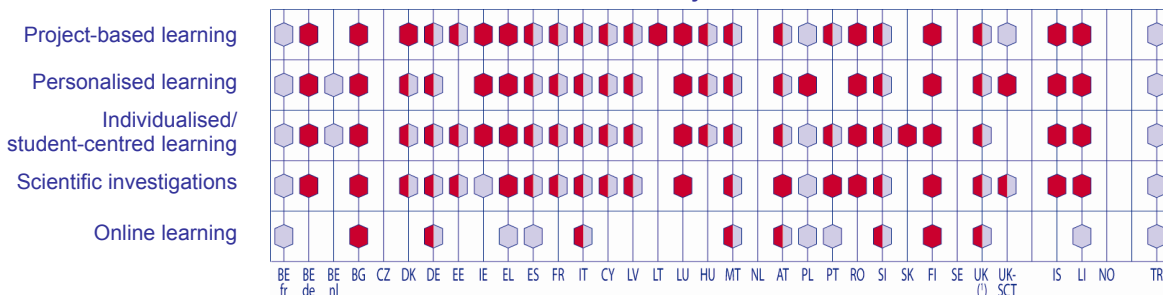 Project-based learning
Personalised learning
Individualised/
student-centred learning
Scientific investigations
Online learning
BE BE BE BG CZ DK DE EE IE EL ES FR IT CY LV LT LU HU MT NL AT PL PT RO SI SK FI SE UK UK- IS LI NO TR
fr de nl (¹) SCT